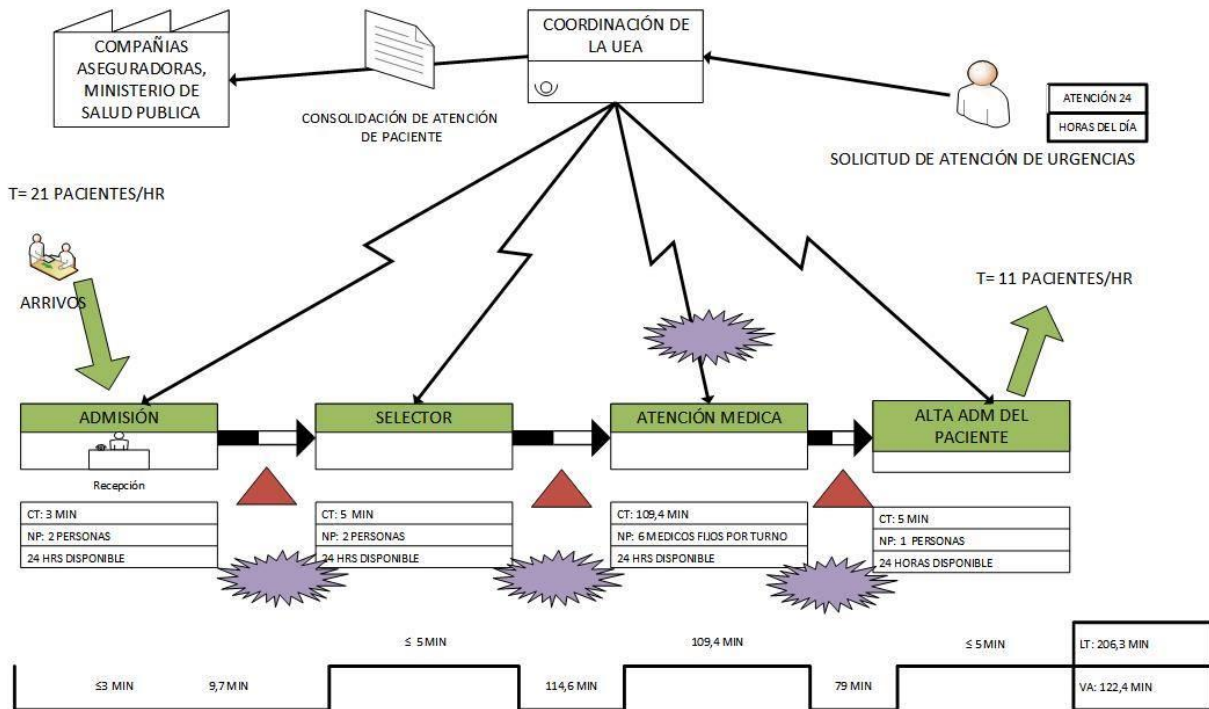 COMPAÑIAS
ASEGURADORAS,
MINISTERIO DE
SALUD PUBLICA
CONSOLIDACIÓN DE ATENCIÓN
DE PACIENTE
COORDINACIÓN DE
LA UEA
ATENCIÓN 24
HORAS DEL DÍA
SOLICITUD DE ATENCIÓN DE URGENCIAS
T= 21 PACIENTES/HR
ARRIVOS
T= 11 PACIENTES/HR
ADMISIÓN
Recepción
CT: 3 MIN
NP: 2 PERSONAS
24 HRS DISPONIBLE
SELECTOR
CT: 5 MIN
NP: 2 PERSONAS
24 HRS DISPONIBLE
ATENCIÓN MEDICA
CT: 109,4 MIN
NP: 6 MEDICOS FIJOS POR TURNO
24 HRS DISPONIBLE
ALTA ADM DEL
PACIENTE
CT: 5 MIN
NP: 1 PERSONAS
24 HORAS DISPONIBLE
≤3 MIN
9,7 MIN
≤ 5 MIN
114,6 MIN
109,4 MIN
79 MIN
≤ 5 MIN
LT: 206,3 MIN
VA: 122,4 MIN